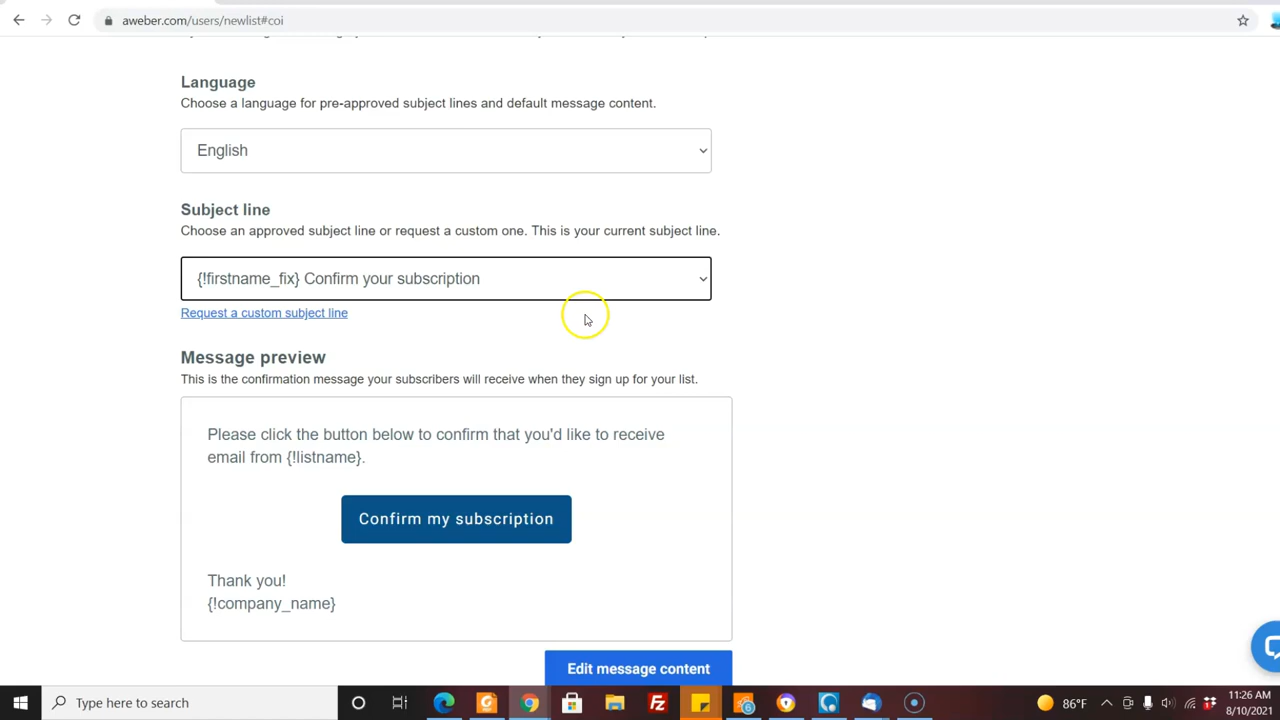 aweber.com/users/newlist#coi
Language
Choose a language for pre-approved subject lines and default message content.
English
Subject line
Choose an approved subject line or request a custom one. This is your current subject line.
{!firstname_fix} Confirm your subscription
Request a custom subject line
Message preview
This is the confirmation message your subscribers will receive when they sign up for your list.
Please click the button below to confirm that you'd like to receive
email from {!listname}.
Confirm my subscription
Thank you!
{!company_name}
Edit message content
Type here to search
86°F
11:26 AM
8/10/2021